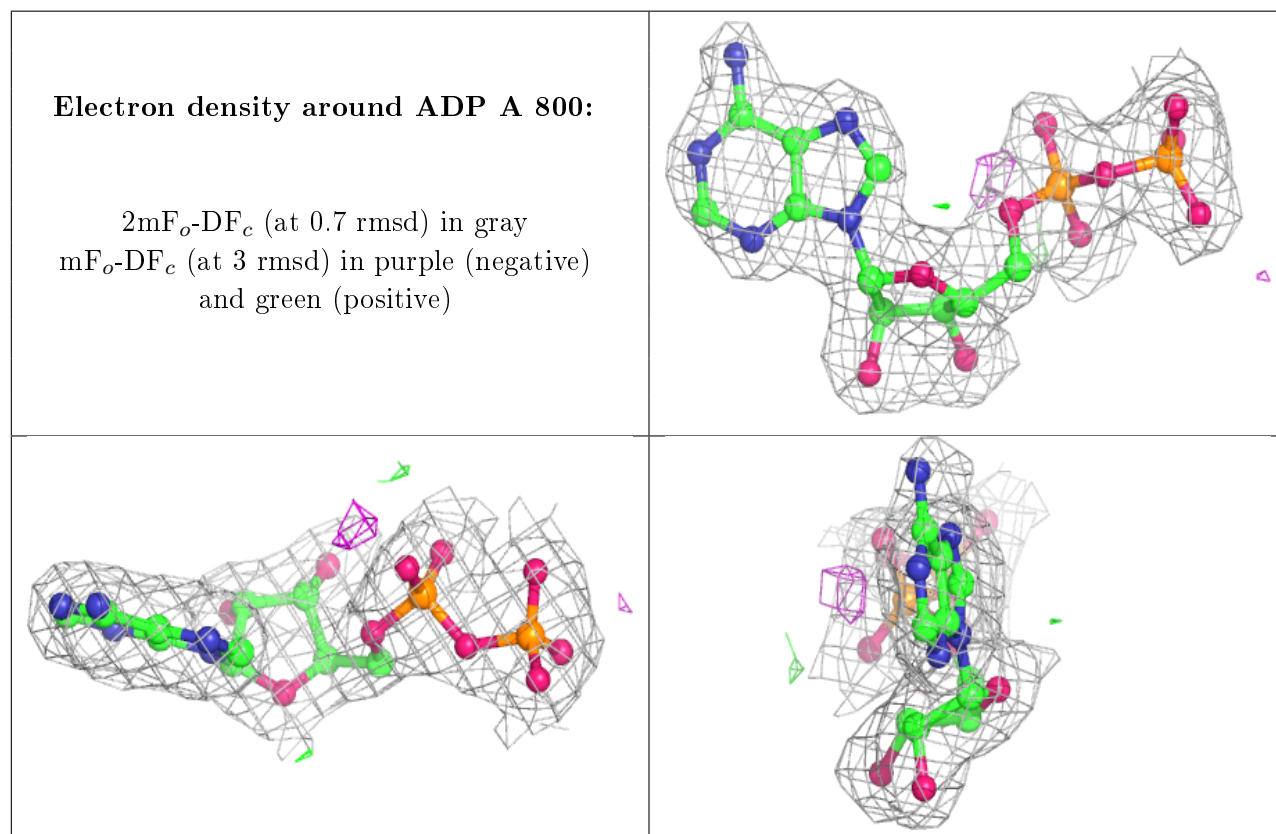 Electron density around ADP A 800:
2mFo-DFc (at 0.7 rmsd) in gray
mFo-DFc (at 3 rmsd) in purple (negative)
and green (positive)